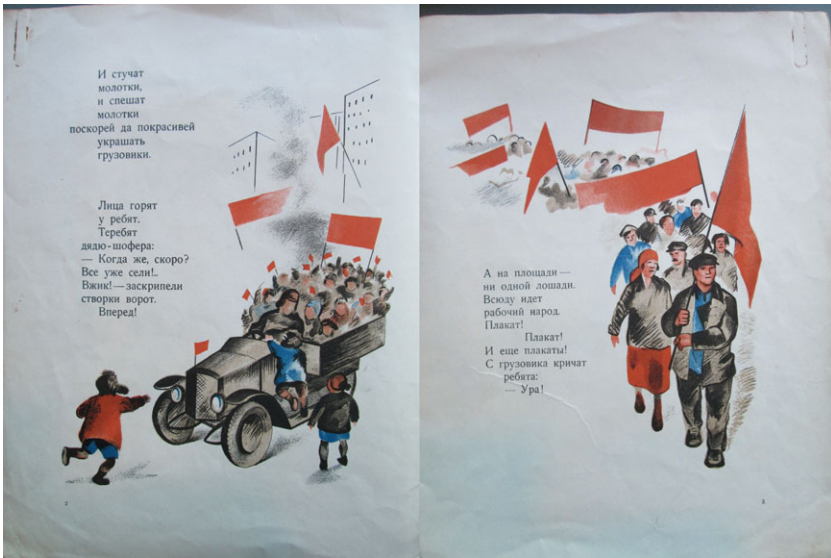 И стучат
молотки,
и спешат
молотки
поскорей да покрасивей
украшать
грузовики.
Лица горят
у ребят.
Теребят
дядю-шофера:
— Когда же, скоро?
Все уже сели!..
Вжик! — заскрипели
створки ворот.
Вперед!
2
А на площади —
ни одной лошади.
Всюду идет
рабочий народ.
Плакат!
Плакат!
И еще плакаты!
С грузовика кричат
ребята:
— Ура!